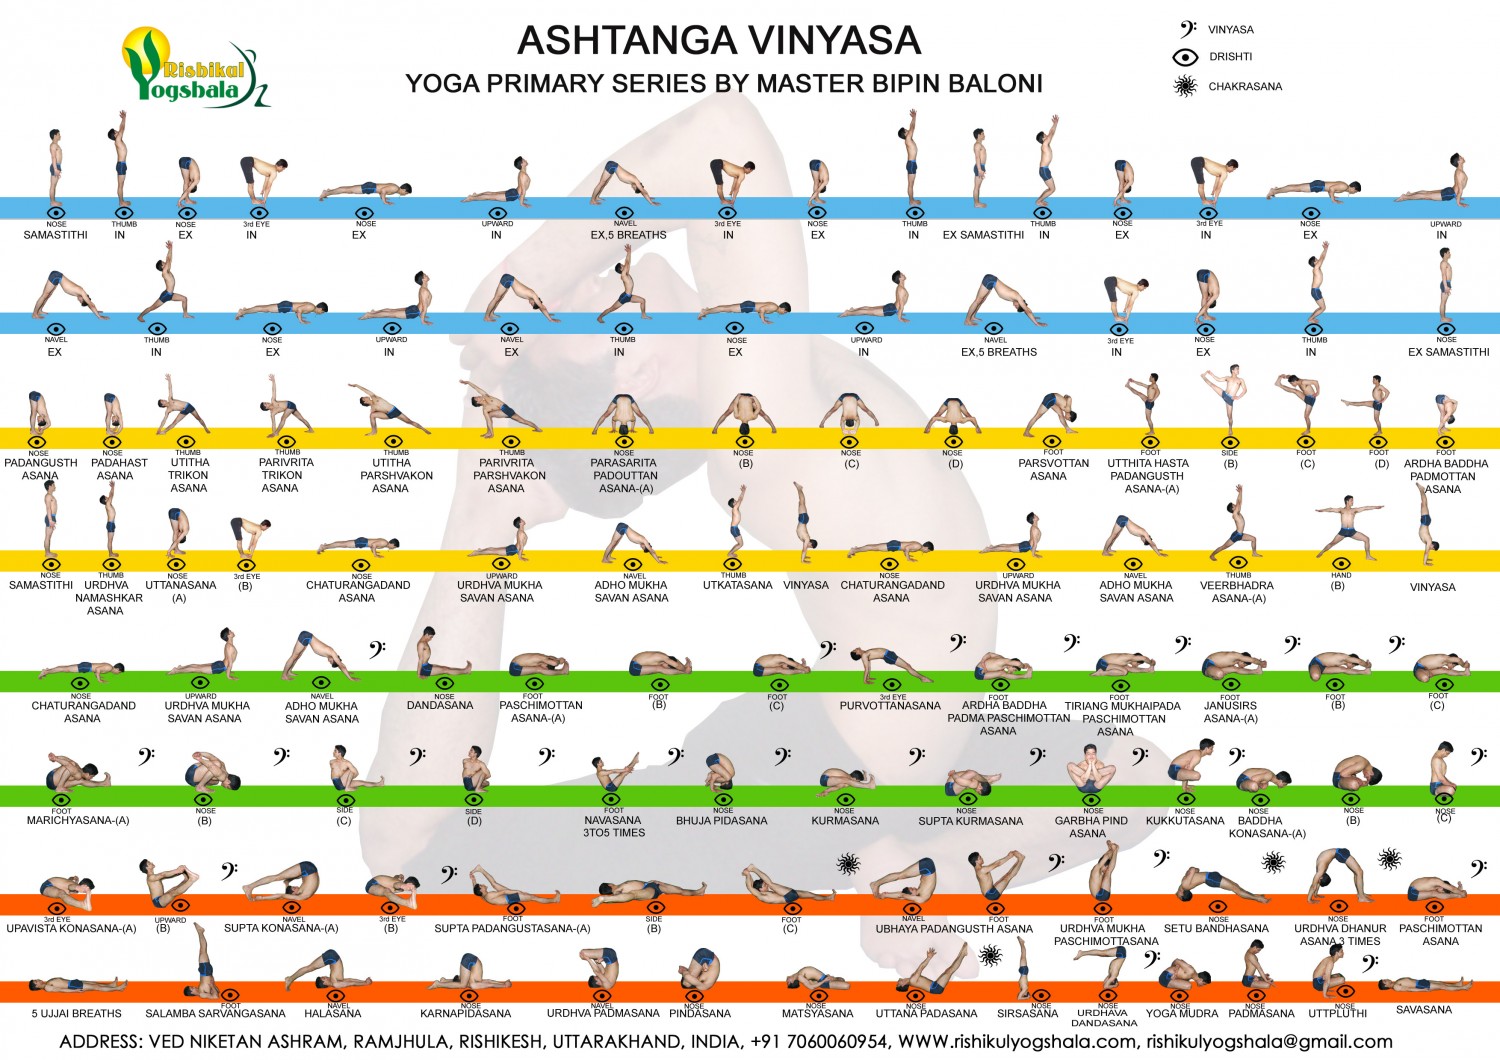 Rishikul
Yogshala
ASHTANGA VINYASA
YOGA PRIMARY SERIES BY MASTER BIPIN BALONI
VINYASA
DRISHTI
CHAKRASANA
NOSE THUMB NOSE 3rd EYE NOSE UPWARD NAVEL 3rd EYE NOSE THUMB THUMB NOSE 3rd EYE NOSE UPWARD
SAMASTITHI IN EX IN EX IN EX,5 BREATHS IN EX IN EX SAMASTITHI IN EX IN EX IN
NAVEL THUMB NOSE UPWARD NAVEL THUMB NOSE UPWARD NAVEL 3rd EYE NOSE THUMB NOSE
EX IN EX IN EX IN EX IN EX,5 BREATHS IN EX IN EX SAMASTITHI
NOSE NOSE THUMB THUMB THUMB THUMB NOSE NOSE NOSE NOSE FOOT FOOT SIDE FOOT FOOT FOOT
PADANGUSTH PADAHAST UTITHA PARIVRITA UTITHA PARIVRITA PARASARITA (B) (C) (D) PARSVOTTAN UTTHITA HASTA (B) (C) (D) ARDHA BADDHA
ASANA ASANA TRIKON TRIKON PARSHVAKON PARSHVAKON PADOUTTAN ASANA PADANGUSTH PADMOTTAN
ASANA ASANA ASANA ASANA ASANA-(A) ASANA-(A) ASANA
NOSE THUMB NOSE 3rd EYE NOSE UPWARD NAVEL THUMB NOSE UPWARD NAVEL THUMB HAND
SAMASTITHI URDHVA UTTANASANA (B) CHATURANGADAND URDHVA MUKHA ADHO MUKHA UTKATASANA VINYASA CHATURANGADAND URDHVA MUKHA ADHO MUKHA VEERBHADRA (B) VINYASA
NAMASHKAR (A) ASANA SAVAN ASANA SAVAN ASANA ASANA SAVAN ASANA SAVAN ASANA ASANA-(A)
ASANA
NOSE UPWARD NAVEL NOSE FOOT FOOT FOOT 3rd EYE FOOT FOOT FOOT FOOT FOOT
CHATURANGADAND URDHVA MUKHA ADHO MUKHA DANDASANA PASCHIMOTTAN (B) (C) PURVOTTANASANA ARDHA BADDHA TIRIANG MUKHAIPADA JANUSIRS (B) (C)
ASANA SAVAN ASANA SAVAN ASANA ASANA-(A) PADMA PASCHIMOTTAN PASCHIMOTTAN ASANA-(A)
ASANA ASANA
FOOT NOSE SIDE SIDE FOOT NOSE NOSE NOSE NOSE NOSE NOSE NOSE NOSE
MARICHYASANA-(A) (B) (C) (D) NAVASANA BHUJA PIDASANA KURMASANA SUPTA KURMASANA GARBHA PIND KUKKUTASANA BADDHA (B) (C)
3TO5 TIMES ASANA KONASANA-(A)
3rd EYE UPWARD NAVEL 3rd EYE FOOT SIDE FOOT NAVEL FOOT FOOT NOSE NOSE FOOT
UPAVISTA KONASANA-(A) (B) SUPTA KONASANA-(A) (B) SUPTA PADANGUSTASANA-(A) (B) (C) UBHAYA PADANGUSTH ASANA URDHVA MUKHA SETU BANDHASANA URDHVA DHANUR PASCHIMOTTAN
PASCHIMOTTASANA ASANA 3 TIMES ASANA
FOOT NAVEL NOSE NAVEL NOSE NOSE NOSE NOSE NOSE NOSE NOSE NOSE
5 UJJAI BREATHS SALAMBA SARVANGASANA HALASANA KARNAPIDASANA URDHVA PADMASANA PINDASANA MATSYASANA UTTANA PADASANA SIRSASANA URDHAVA YOGA MUDRA PADMASANA UTTPLUTHI SAVASANA
DANDASANA
ADDRESS: VED NIKETAN ASHRAM, RAMJHULA, RISHIKESH, UTTARAKHAND, INDIA, +91 7060060954, WWW.rishikulyogshala.com, rishikulyogshala@gmail.com